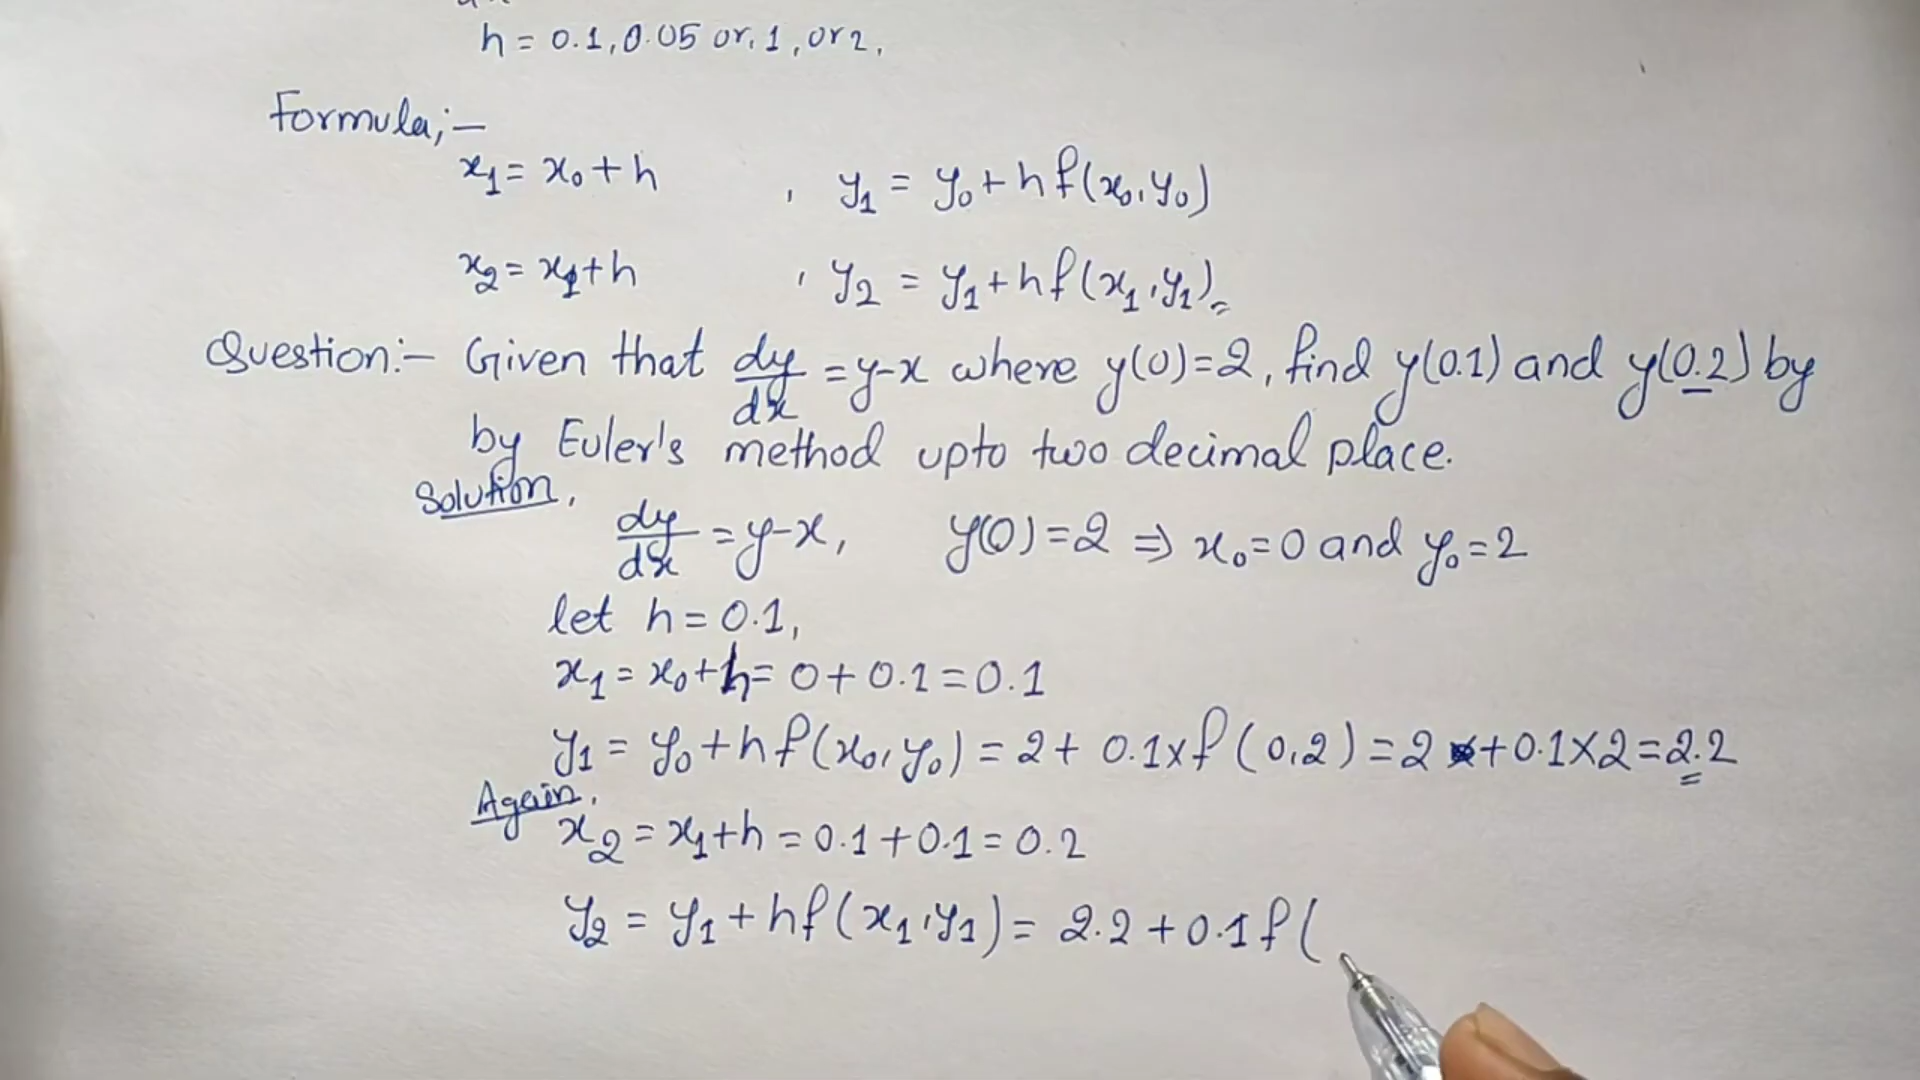 h = 0.1, 0.05 or, 1, or 2,
Formula;–
x₁ = x₀ + h , y₁ = y₀ + h f(x₀, y₀)
x₂ = x₁ + h , y₂ = y₁ + h f(x₁, y₁) =
Question:– Given that dy/dx = y-x where y(0)=2, find y(0.1) and y(0.2) by
by Euler's method upto two decimal place.
Solution,
dy/dx = y-x, y(0)=2 ⇒ x₀=0 and y₀=2
let h = 0.1,
x₁ = x₀ + h = 0 + 0.1 = 0.1
y₁ = y₀ + h f(x₀, y₀) = 2 + 0.1 x f(0,2) = 2 + 0.1 × 2 = 2.2
Again,
x₂ = x₁ + h = 0.1 + 0.1 = 0.2
y₂ = y₁ + hf(x₁, y₁) = 2.2 + 0.1 f(